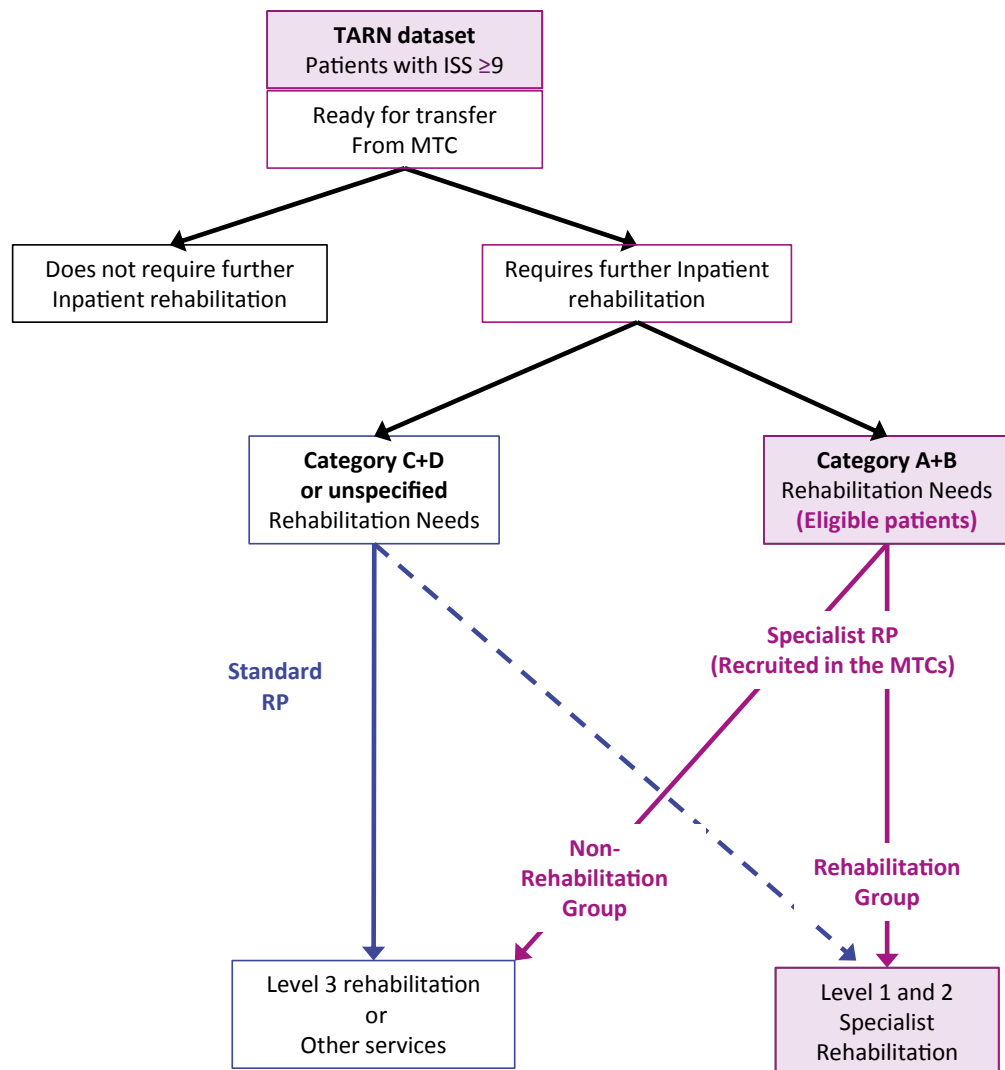 TARN dataset
Patients with ISS ≥9
Ready for transfer
From MTC
Does not require further
Inpatient rehabilitation
Requires further Inpatient
rehabilitation
Category C+D
or unspecified
Rehabilitation Needs
Category A+B
Rehabilitation Needs
(Eligible patients)
Standard
RP
Specialist RP
(Recruited in the MTCs)
Non-
Rehabilitation
Group
Rehabilitation
Group
Level 3 rehabilitation
or
Other services
Level 1 and 2
Specialist
Rehabilitation